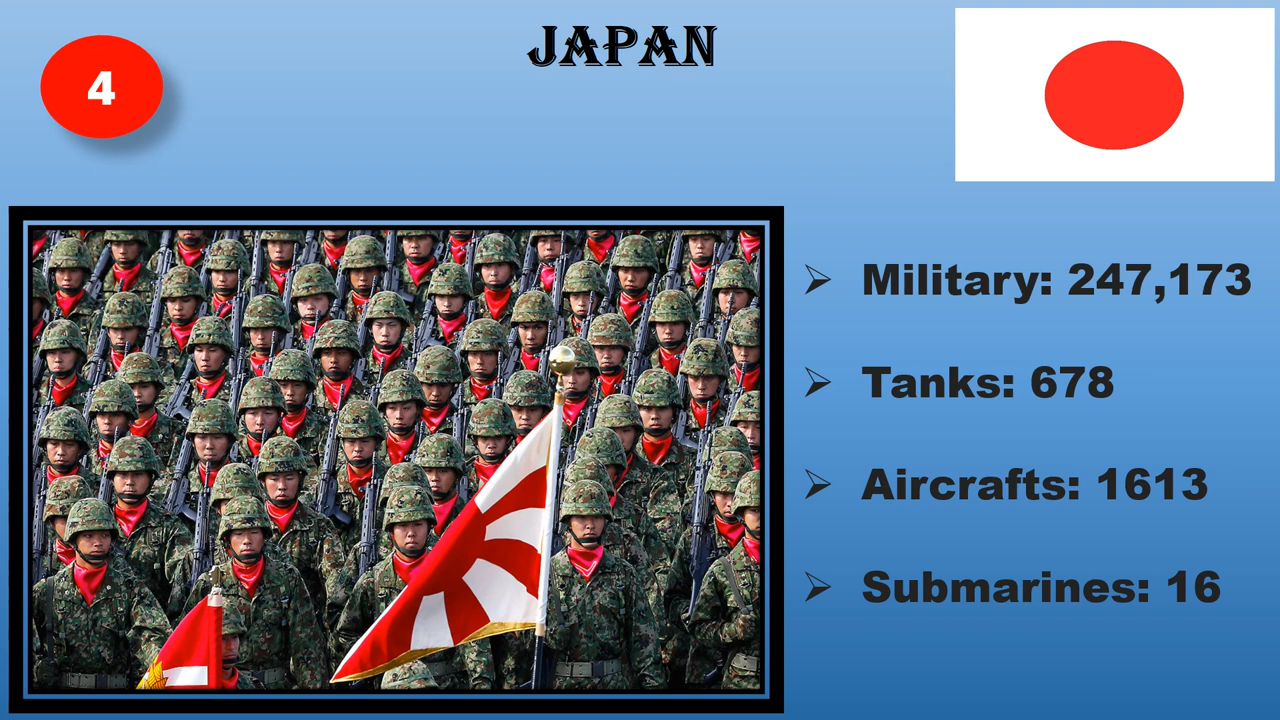 4
JAPAN
Military: 247,173
Tanks: 678
Aircrafts: 1613
Submarines: 16